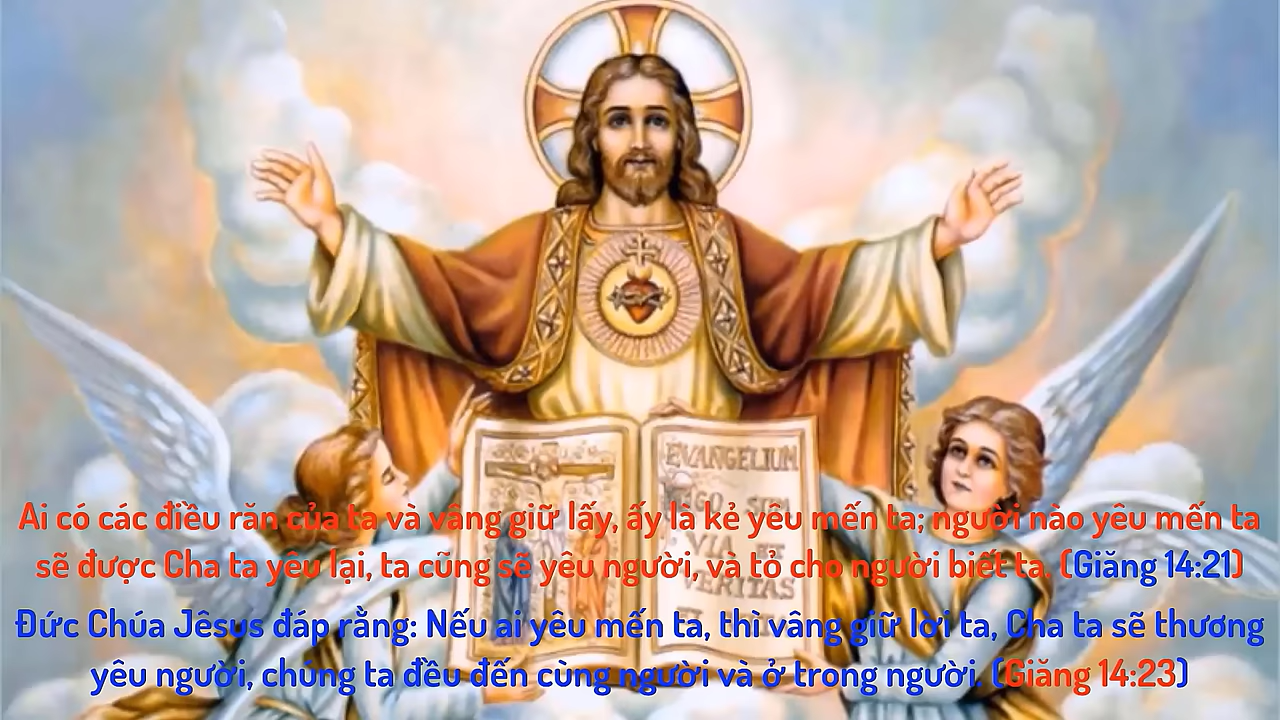 EVANGELIUM
EGO SUM
VIA ET
VERITAS
Ai có các điều răn của ta và vâng giữ lấy, ấy là kẻ yêu mến ta; người nào yêu mến ta
sẽ được Cha ta yêu lại, ta cũng sẽ yêu người, và tỏ cho người biết ta. (Giăng 14:21)
Đức Chúa Jêsus đáp rằng: Nếu ai yêu mến ta, thì vâng giữ lời ta, Cha ta sẽ thương
yêu người, chúng ta đều đến cùng người và ở trong người. (Giăng 14:23)